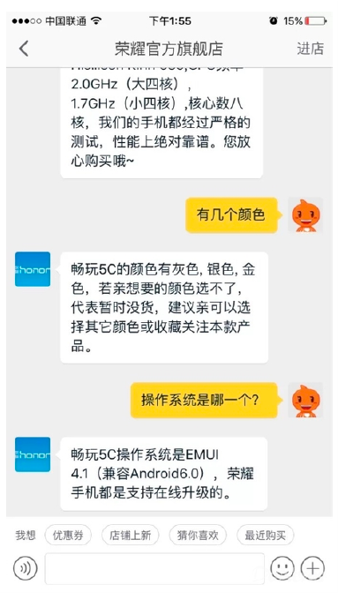 中国联通 下午1:55 15%
荣耀官方旗舰店 进店
2.0GHz（大四核）,
1.7GHz（小四核）,核心数八
核，我们的手机都经过严格的
测试，性能上绝对靠谱。您放
心购买哦~
有几个颜色
honor
畅玩5C的颜色有灰色, 银色, 金
色，若亲想要的颜色选不了，
代表暂时没货，建议亲可以选
择其它颜色或收藏关注本款产
品。
操作系统是哪一个?
honor
畅玩5C操作系统是EMUI
4.1（兼容Android6.0），荣耀
手机都是支持在线升级的。
我想 优惠券 店铺上新 猜你喜欢 最近购买